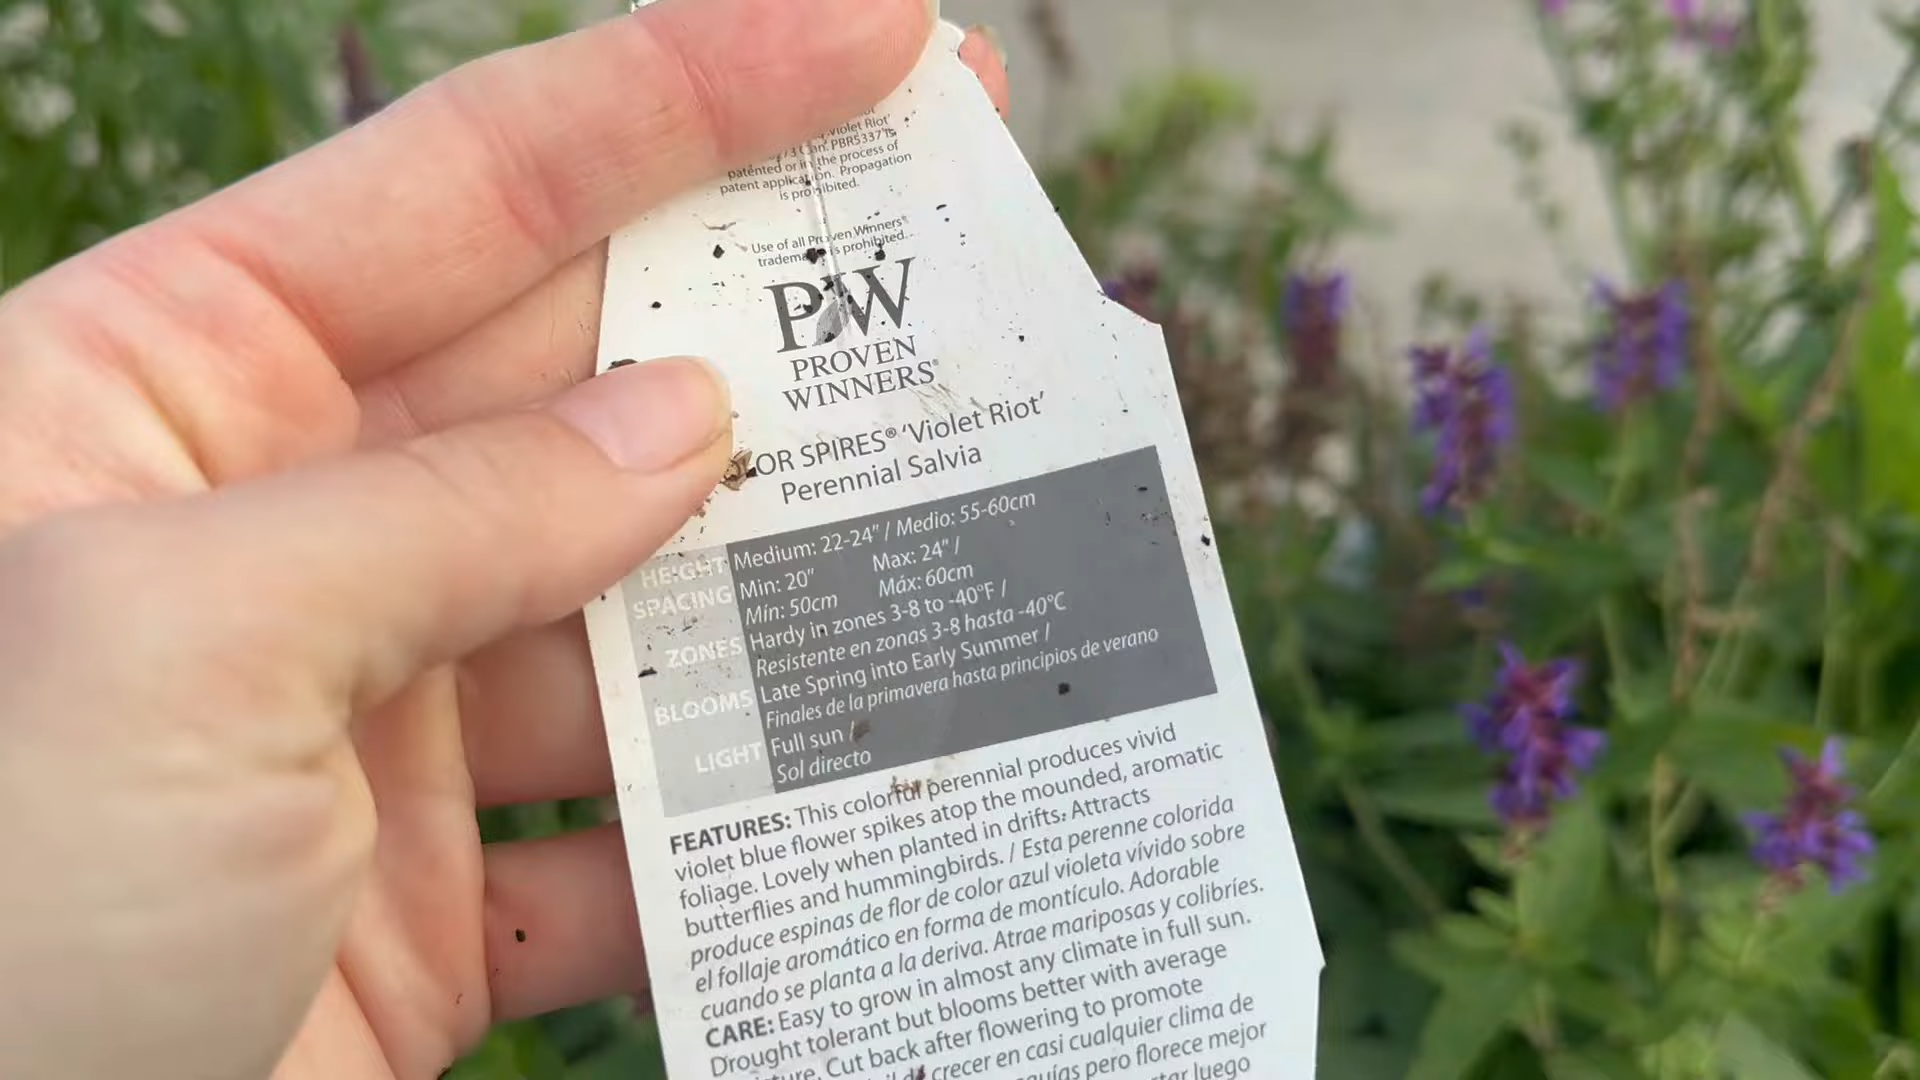 Violet Riot'
Can. PBR5337 is
patented or in the process of
patent application. Propagation
is prohibited.
Use of all Proven Winners®
trademarks is prohibited.
PW
PROVEN
WINNERS®
OR SPIRES® 'Violet Riot'
Perennial Salvia
HEIGHT Medium: 22-24" / Medio: 55-60cm
SPACING Min: 20" Max: 24" /
Mín: 50cm Máx: 60cm
ZONES Hardy in zones 3-8 to -40°F /
Resistente en zonas 3-8 hasta -40°C
BLOOMS Late Spring into Early Summer /
Finales de la primavera hasta principios de verano
LIGHT Full sun /
Sol directo
FEATURES: This colorful perennial produces vivid
violet blue flower spikes atop the mounded, aromatic
foliage. Lovely when planted in drifts. Attracts
butterflies and hummingbirds. / Esta perenne colorida
produce espinas de flor de color azul violeta vívido sobre
el follaje aromático en forma de montículo. Adorable
cuando se planta a la deriva. Atrae mariposas y colibríes.
CARE: Easy to grow in almost any climate in full sun.
Drought tolerant but blooms better with average
Cut back after flowering to promote
crecer en casi cualquier clima de
pero florece mejor
luego